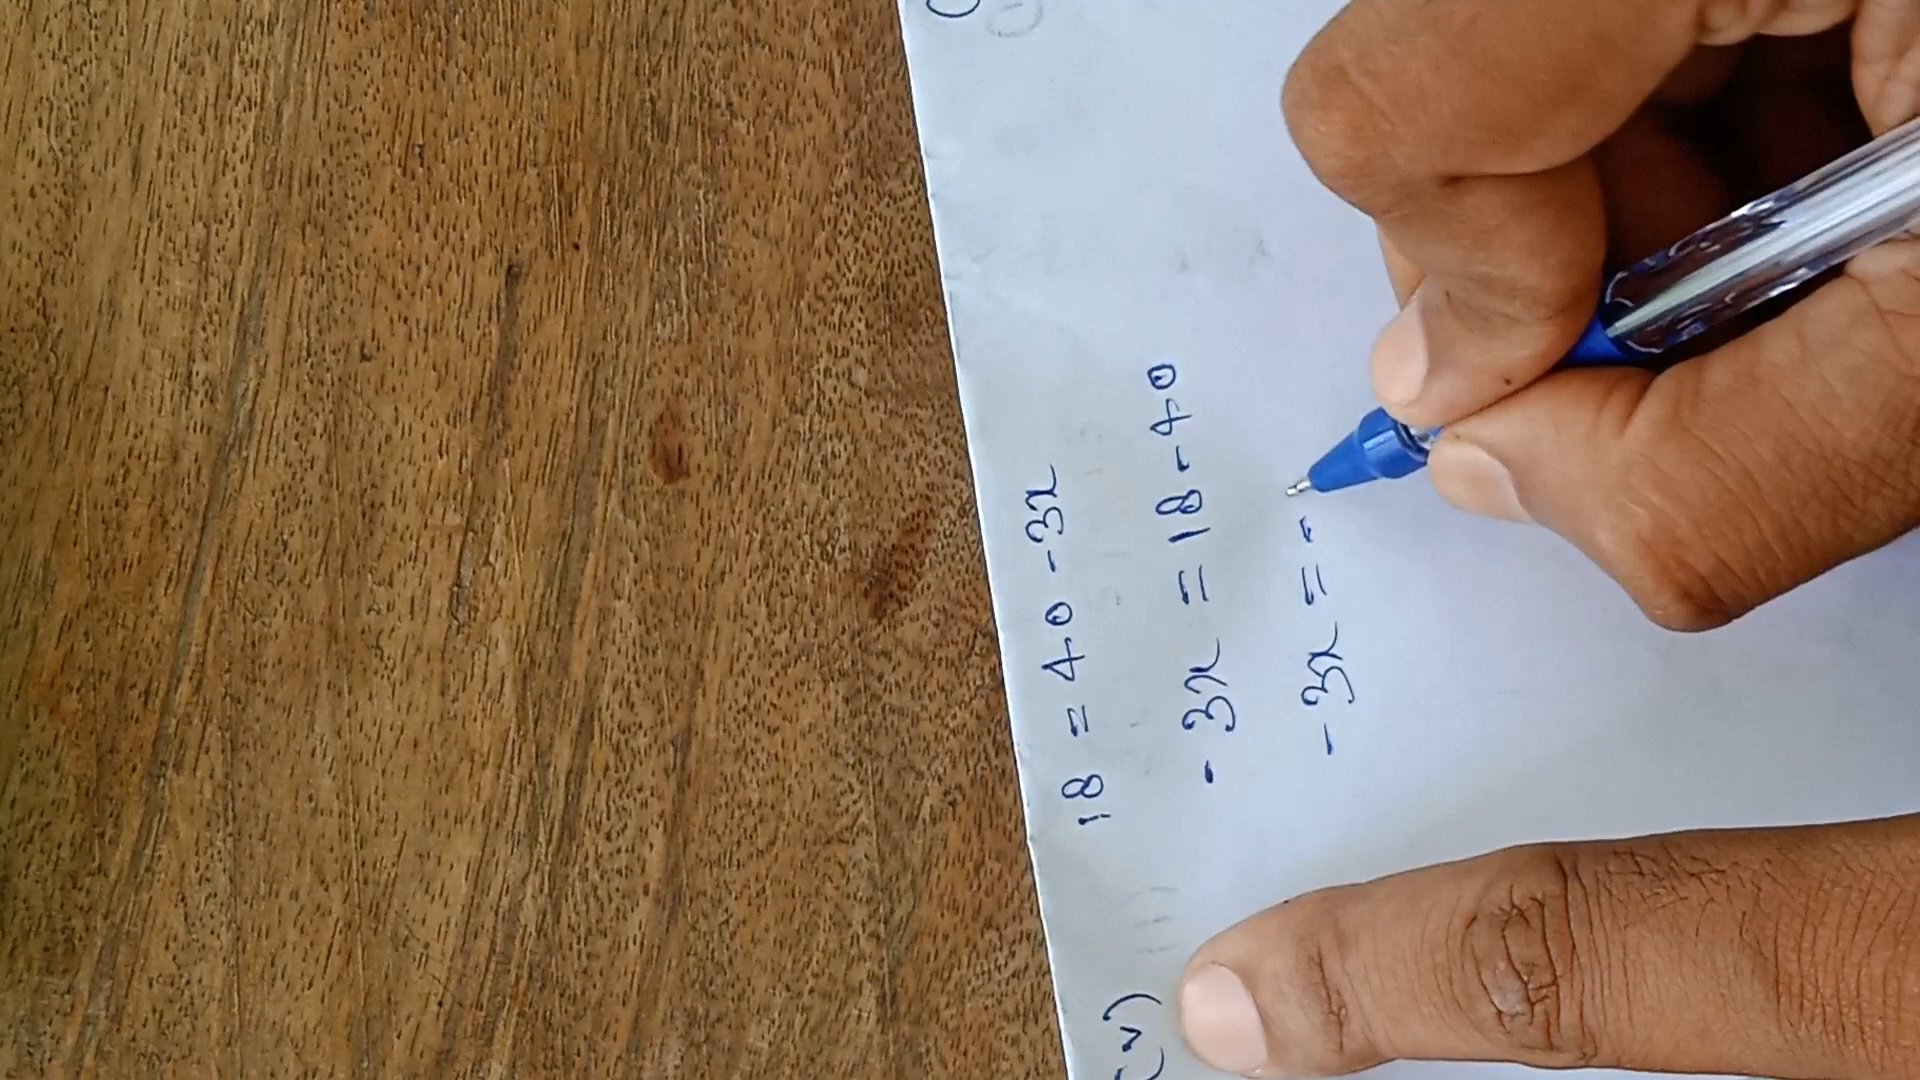 (v) 18 = 40 - 3x
- 3x = 18 - 40
- 3x = -